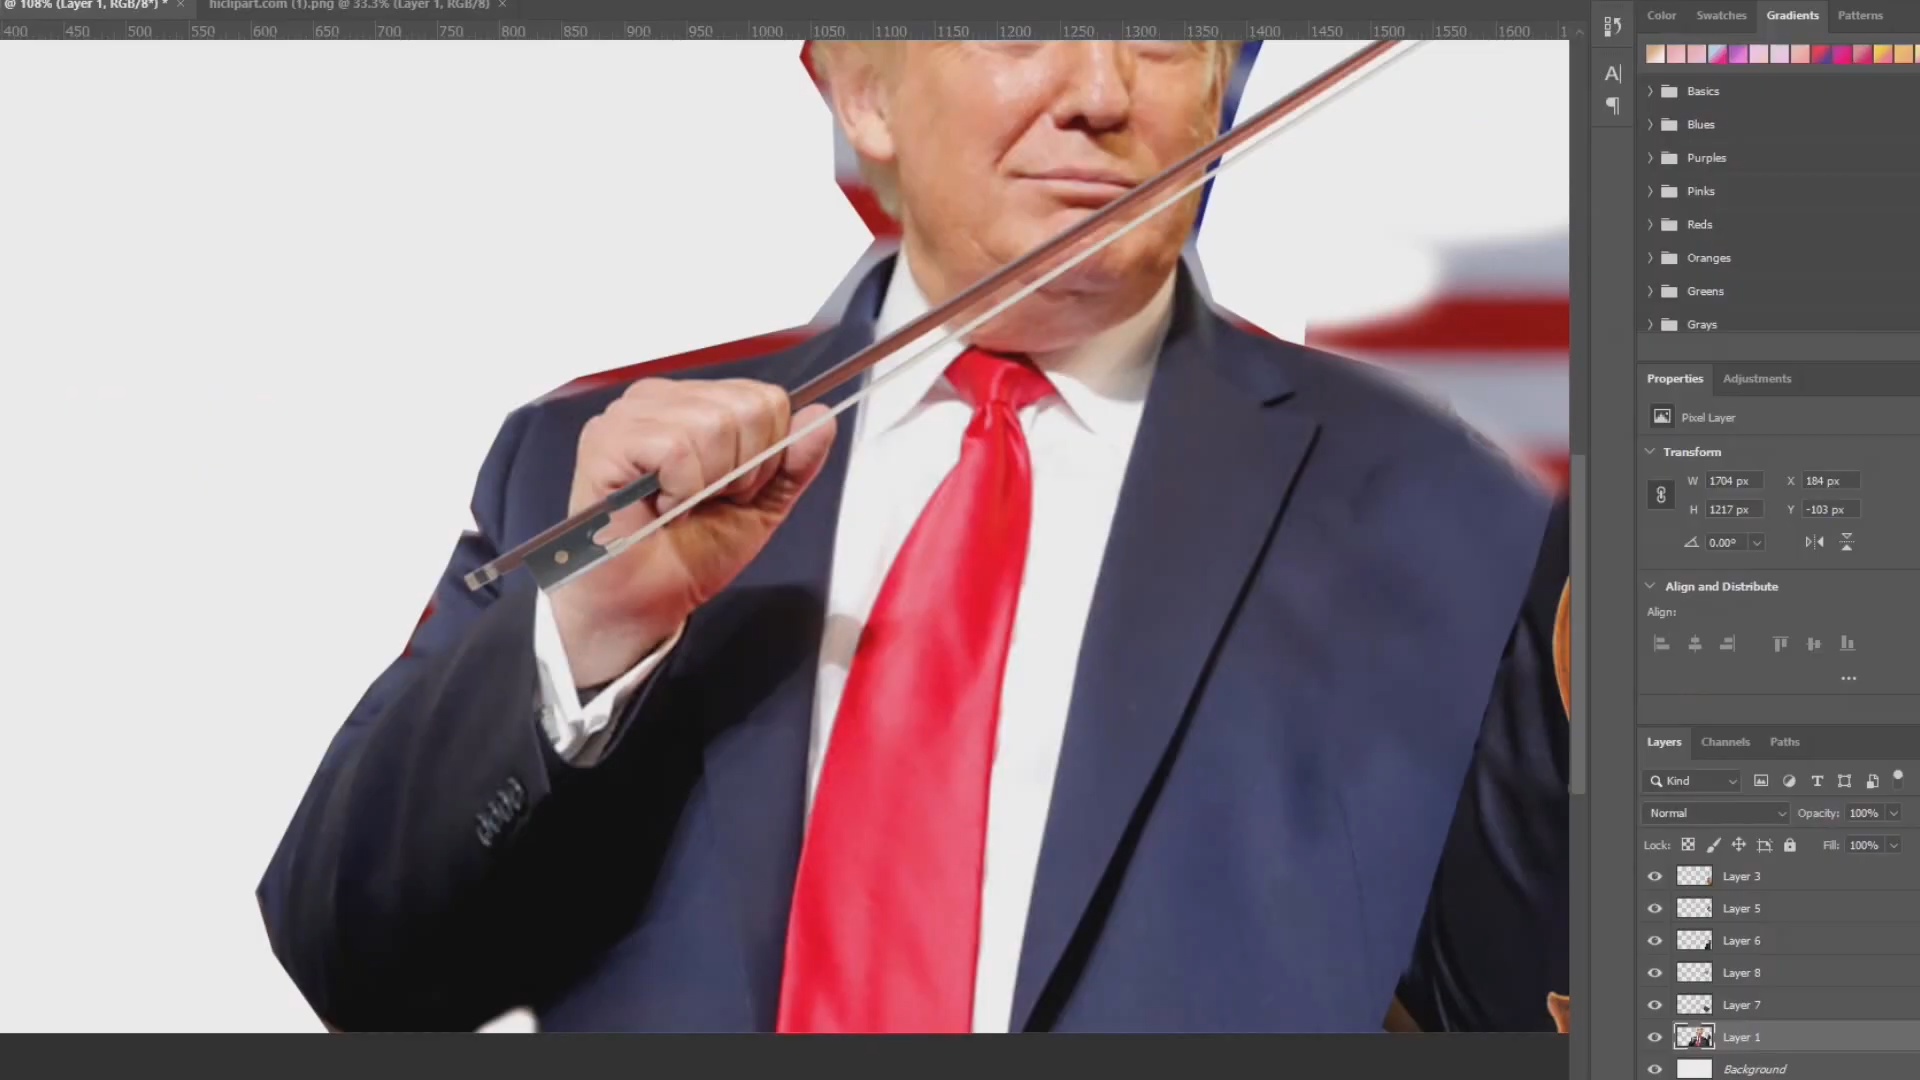 @ 108% (Layer 1, RGB/8*) * ×
hiclipart.com (1).png @ 33.3% (Layer 1, RGB/8) ×
400 450 500 550 600 650 700 750 800 850 900 950 1000 1050 1100 1150 1200 1250 1300 1350 1400 1450 1500 1550 1600 1
Color Swatches Gradients Patterns
Basics
Blues
Purples
Pinks
Reds
Oranges
Greens
Grays
Properties Adjustments
Pixel Layer
Transform
W 1704 px X 184 px
H 1217 px Y -103 px
0.00°
Align and Distribute
Align:
Layers Channels Paths
Kind
Normal Opacity: 100%
Lock: Fill: 100%
Layer 3
Layer 5
Layer 6
Layer 8
Layer 7
Layer 1
Background